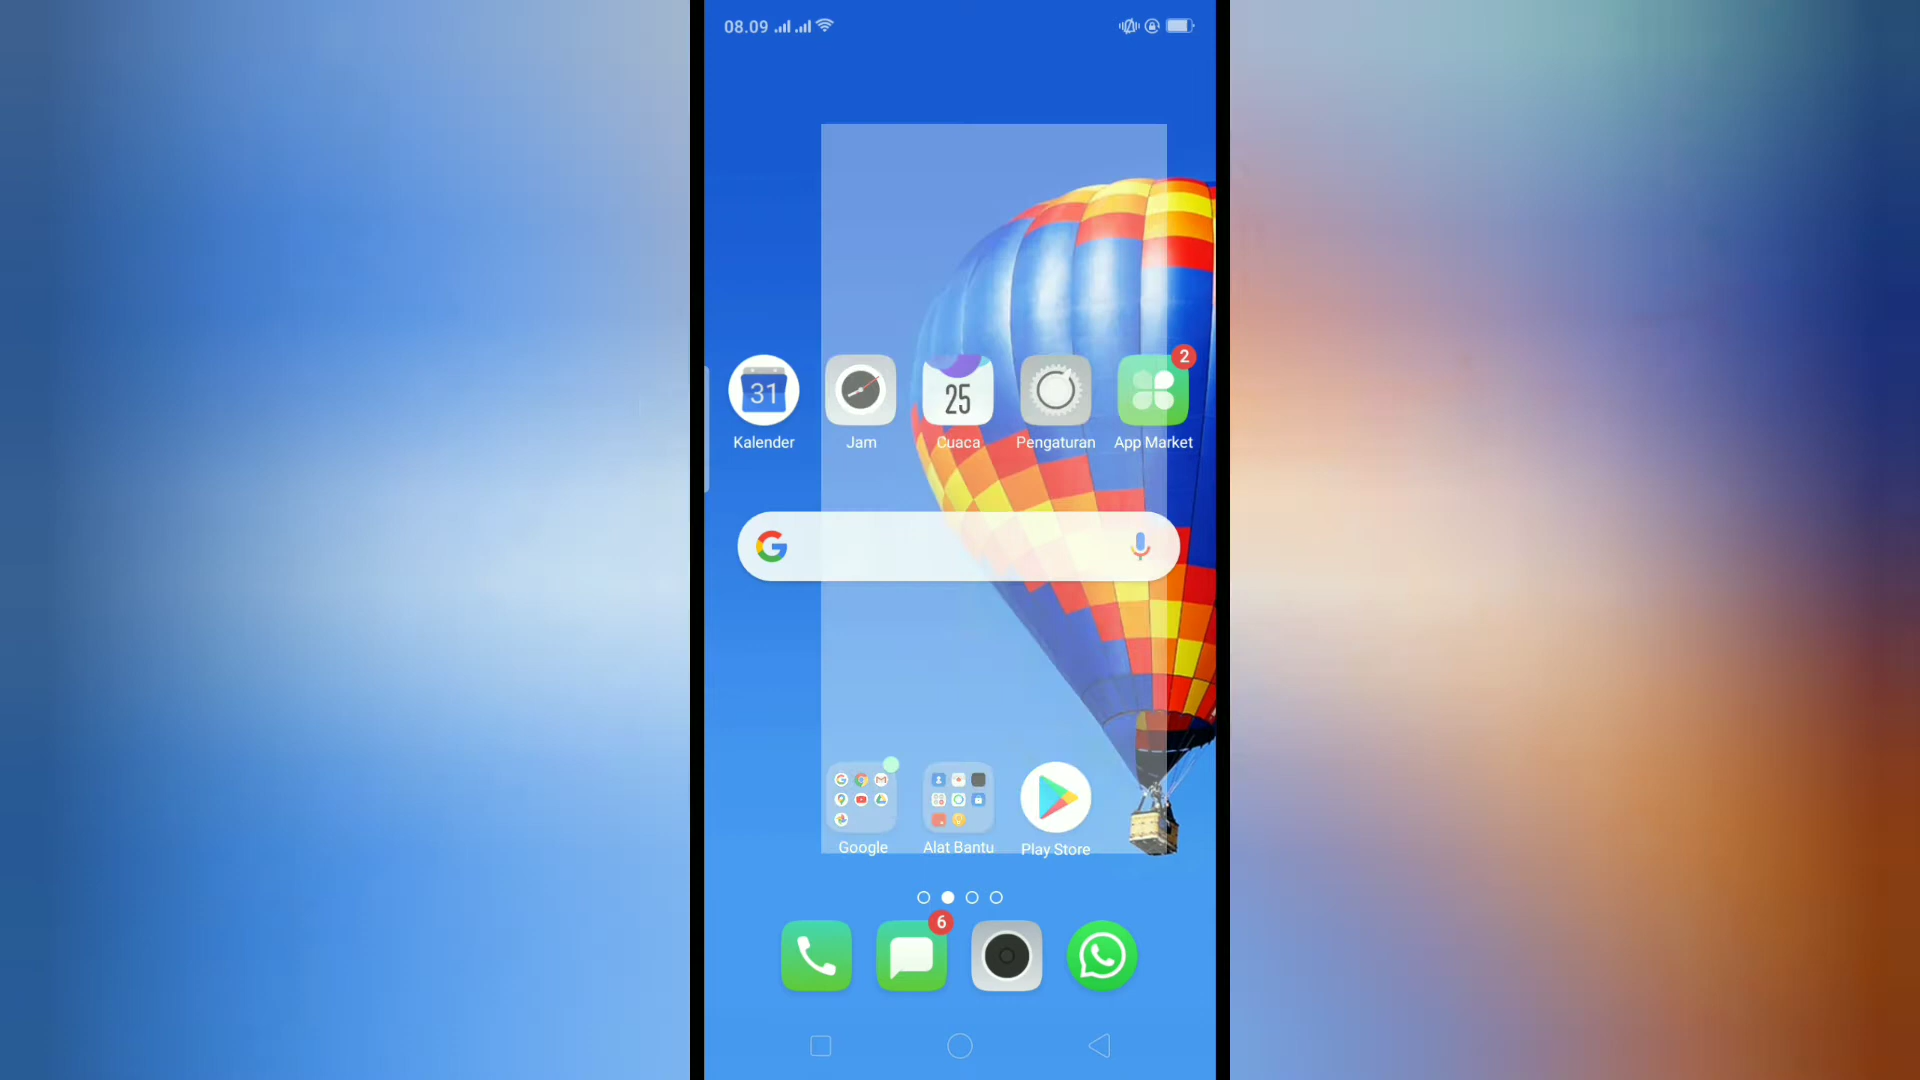 08.09
2
31
25
Kalender
Jam
Cuaca
Pengaturan
App Market
G
Google
Alat Bantu
Play Store
6